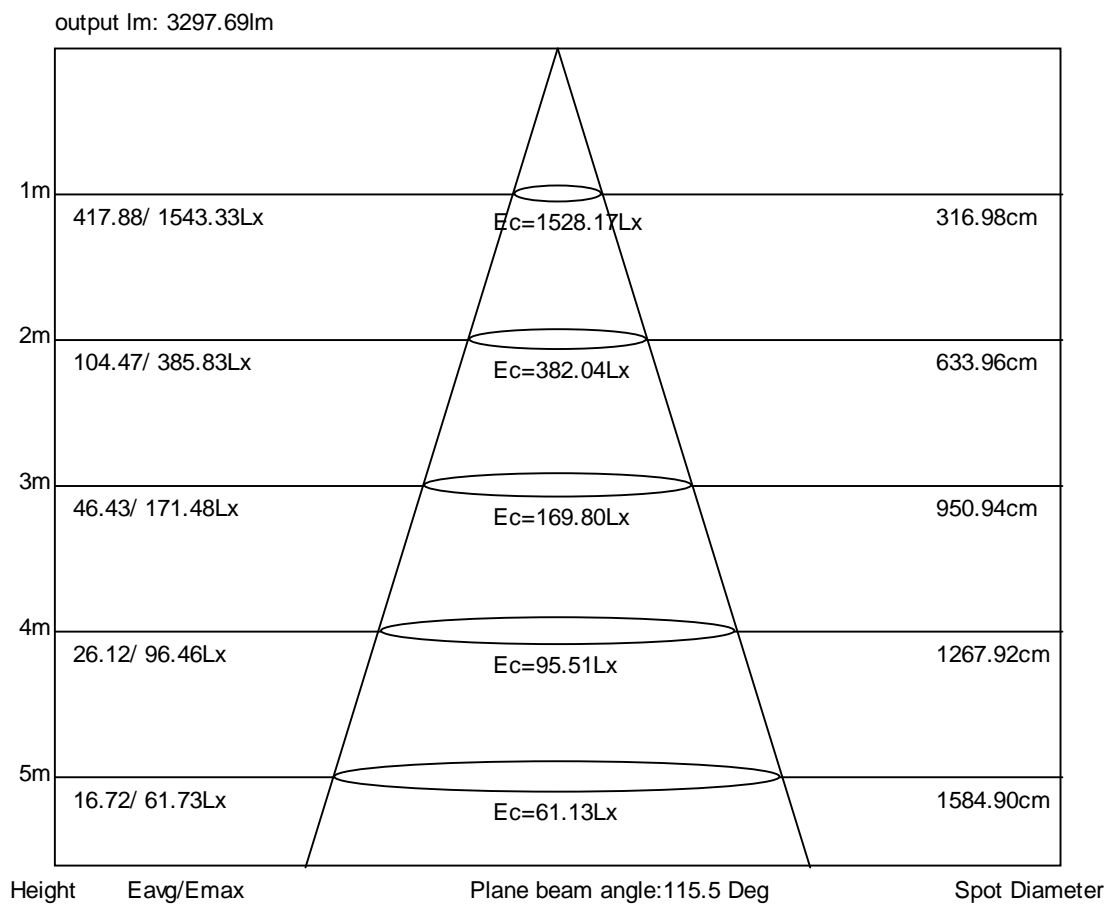 output lm: 3297.69lm
1m
417.88/ 1543.33Lx
Ec=1528.17Lx
316.98cm
2m
104.47/ 385.83Lx
Ec=382.04Lx
633.96cm
3m
46.43/ 171.48Lx
Ec=169.80Lx
950.94cm
4m
26.12/ 96.46Lx
Ec=95.51Lx
1267.92cm
5m
16.72/ 61.73Lx
Ec=61.13Lx
1584.90cm
Height Eavg/Emax Plane beam angle:115.5 Deg Spot Diameter